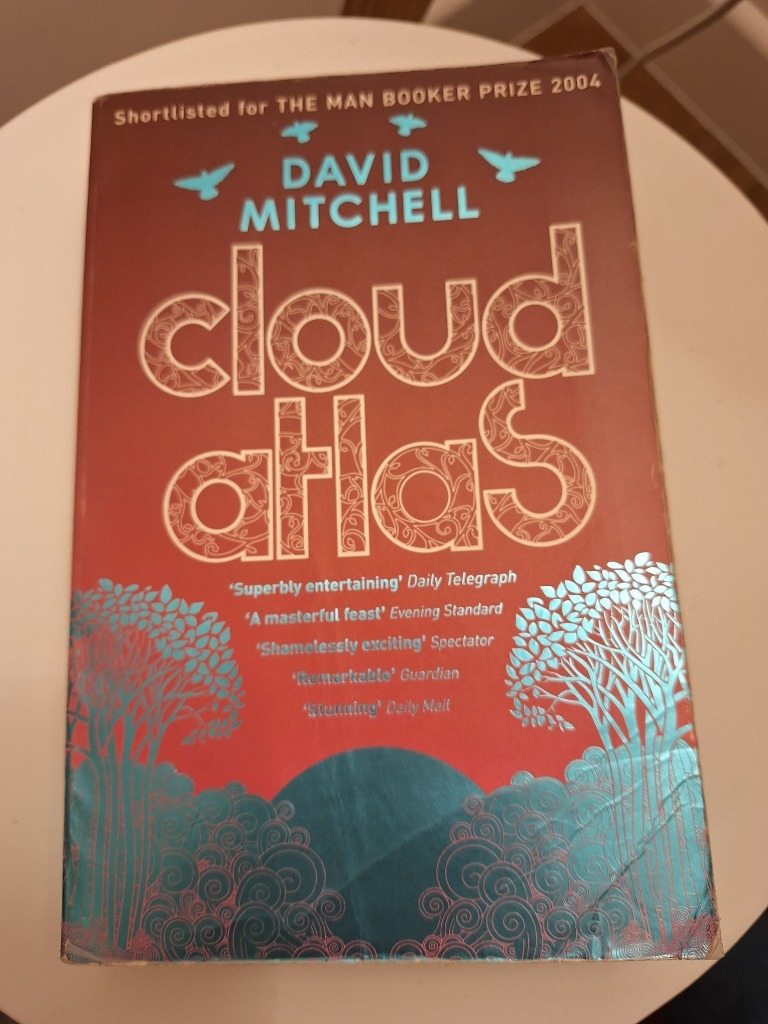 Shortlisted for THE MAN BOOKER PRIZE 2004
DAVID
MITCHELL
cloud
atlas
‘Superbly entertaining’ Daily Telegraph
‘A masterful feast’ Evening Standard
‘Shamelessly exciting’ Spectator
‘Remarkable’ Guardian
‘Stunning’ Daily Mail